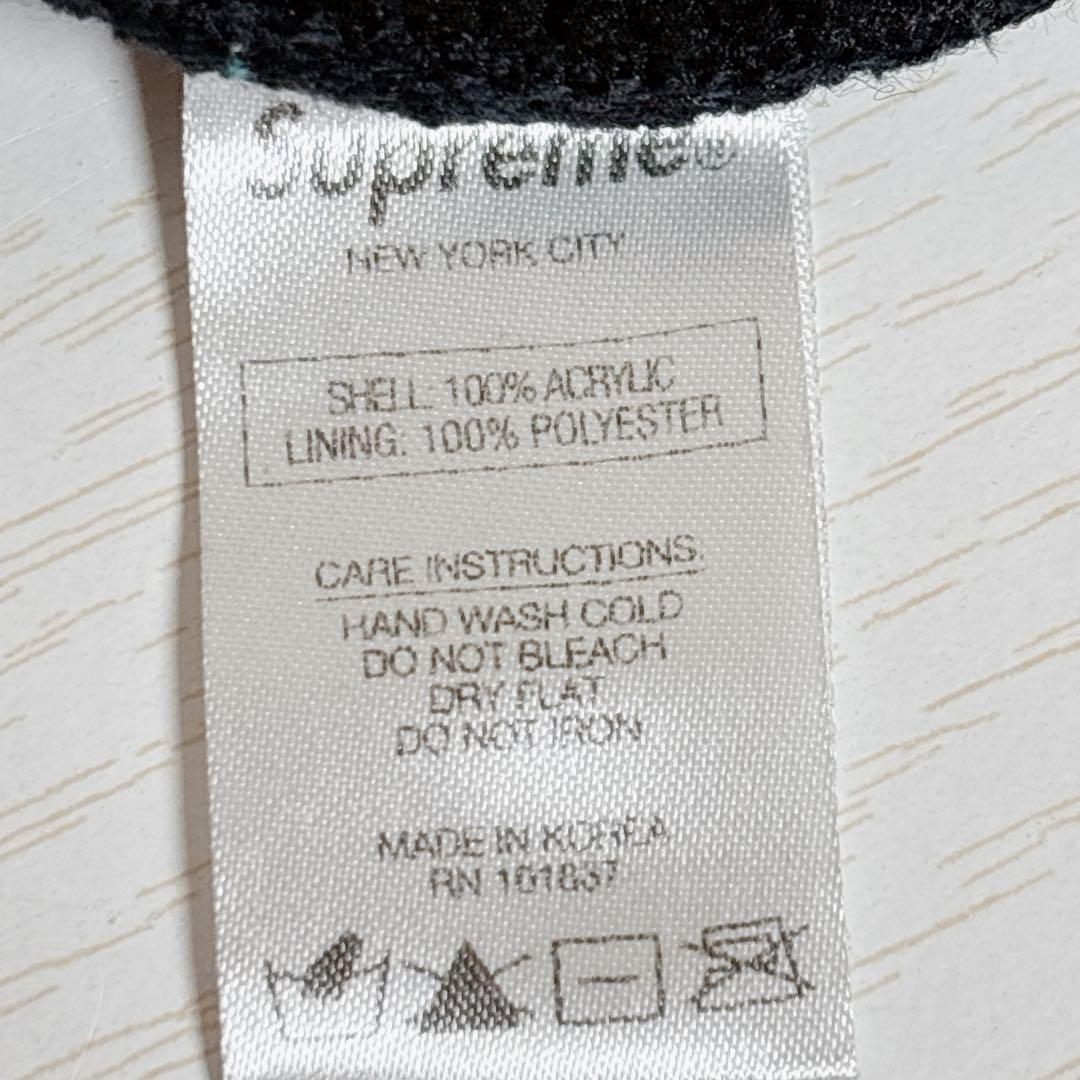 Supreme®
NEW YORK CITY
SHELL: 100% ACRYLIC
LINING: 100% POLYESTER
CARE INSTRUCTIONS:
HAND WASH COLD
DO NOT BLEACH
DRY FLAT
DO NOT IRON
MADE IN KOREA
RN 101837